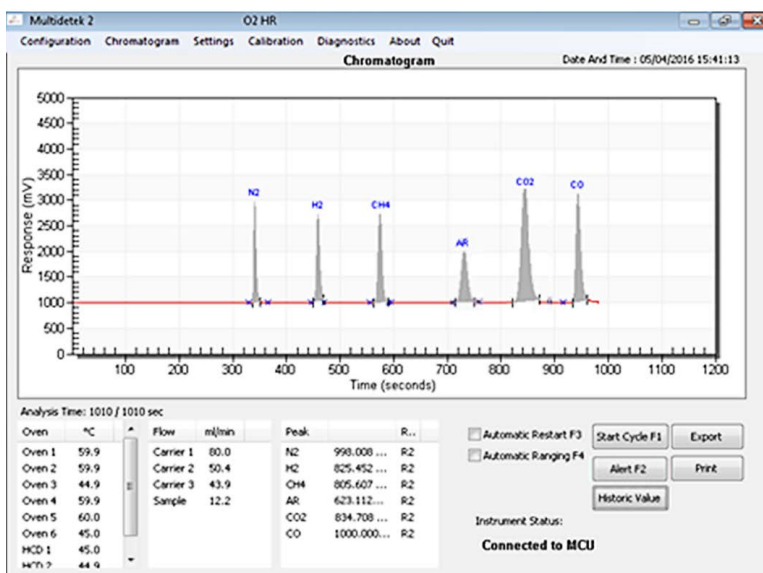 Multidetek 2 O2 HR
Configuration Chromatogram Settings Calibration Diagnostics About Quit
Chromatogram Date And Time : 05/04/2016 15:41:13
5000
4500
4000
3500
3000
2500
2000
1500
1000
500
0
Response (mV)
N2
H2
CH4
AR
CO2
CO
100 200 300 400 500 600 700 800 900 1000 1100 1200
Time (seconds)
Analysis Time: 1010 / 1010 sec
Oven °C
Oven 1 59.9
Oven 2 59.9
Oven 3 44.9
Oven 4 59.9
Oven 5 60.0
Oven 6 45.0
HCD 1 45.0
HCD 2 44.9
Flow ml/min
Carrier 1 80.0
Carrier 2 50.4
Carrier 3 43.9
Sample 12.2
Peak R...
N2 998.008 ... R2
H2 825.452 ... R2
CH4 805.607 ... R2
AR 623.112... R2
CO2 834.708 ... R2
CO 1000.000... R2
Automatic Restart F3
Automatic Ranging F4
Start Cycle F1
Export
Alert F2
Print
Historic Value
Instrument Status:
Connected to MCU